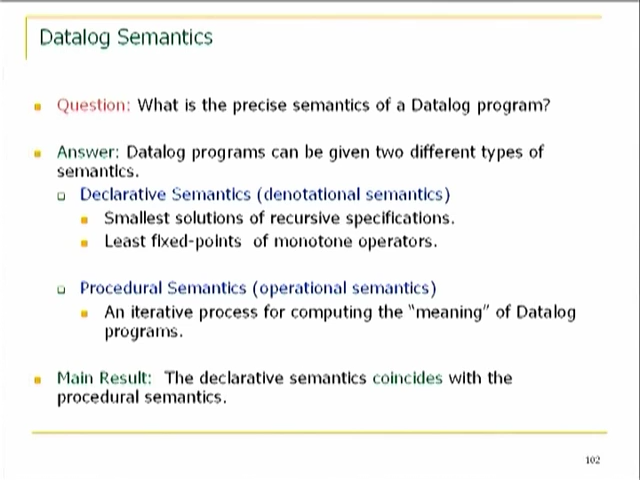 Datalog Semantics
Question: What is the precise semantics of a Datalog program?
Answer: Datalog programs can be given two different types of
semantics.
Declarative Semantics (denotational semantics)
Smallest solutions of recursive specifications.
Least fixed-points of monotone operators.
Procedural Semantics (operational semantics)
An iterative process for computing the "meaning" of Datalog
programs.
Main Result: The declarative semantics coincides with the
procedural semantics.
102